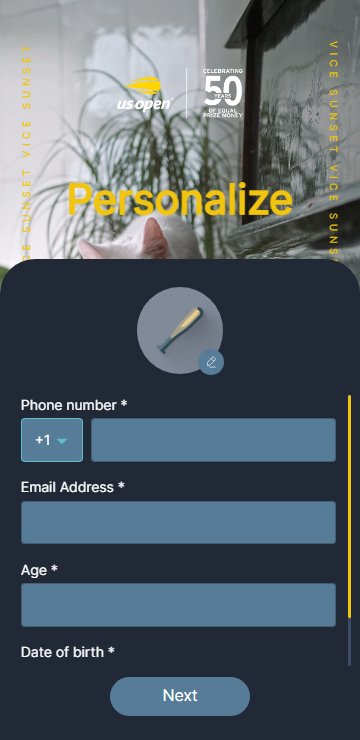 VICE SUNSET VICE SUNSET
VICE SUNSET VICE SUNS
us open
CELEBRATING
50
YEARS
OF EQUAL
PRIZE MONEY
Personalize
Phone number *
+1
Email Address *
Age *
Date of birth *
Next